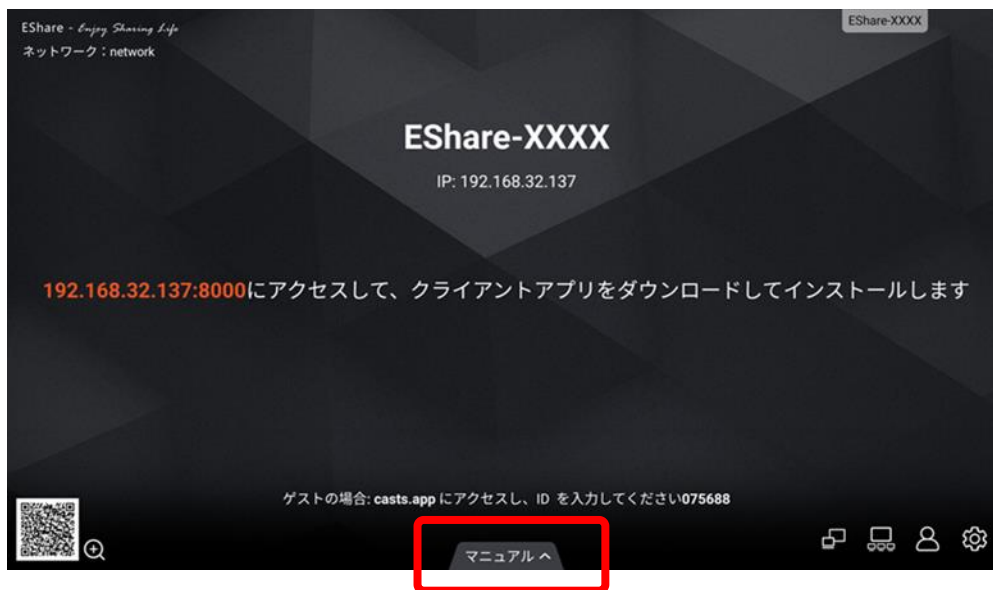 EShare - Enjoy Sharing Life
EShare-XXXX
ネットワーク：network
EShare-XXXX
IP: 192.168.32.137
192.168.32.137:8000にアクセスして、クライアントアプリをダウンロードしてインストールします
ゲストの場合: casts.app にアクセスし、ID を入力してください075688
マニュアル